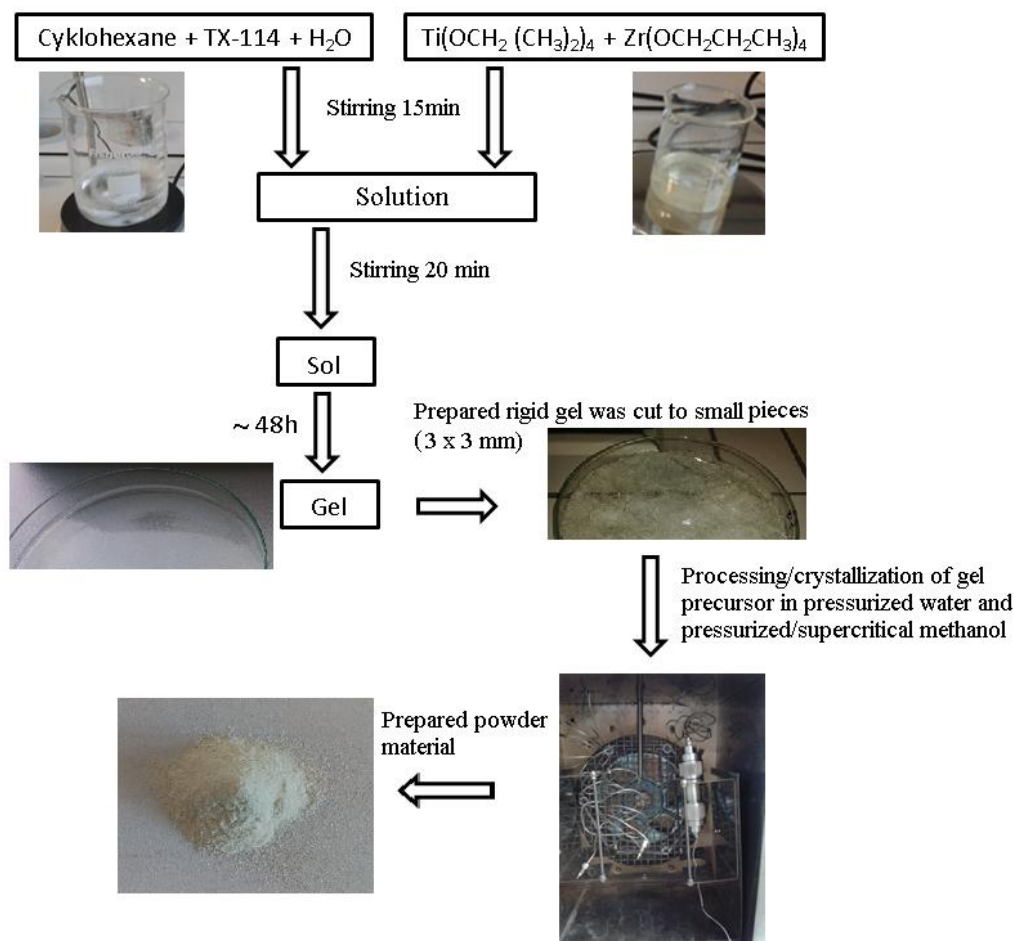 Cyklohexane + TX-114 + H₂O
Ti(OCH₂ (CH₃)₂)₄ + Zr(OCH₂CH₂CH₃)₄
Stirring 15min
Solution
Stirring 20 min
Sol
~ 48h
Prepared rigid gel was cut to small pieces
(3 x 3 mm)
Gel
Processing/crystallization of gel
precursor in pressurized water and
pressurized/supercritical methanol
Prepared powder
material